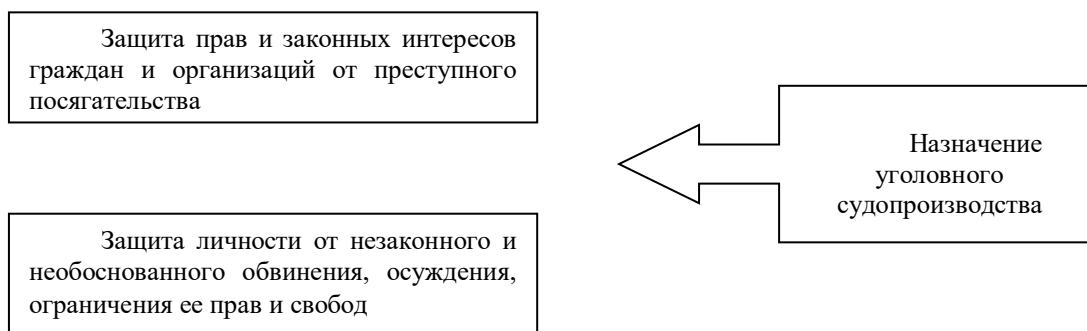 Защита прав и законных интересов
граждан и организаций от преступного
посягательства
Назначение
уголовного
судопроизводства
Защита личности от незаконного и
необоснованного обвинения, осуждения,
ограничения ее прав и свобод